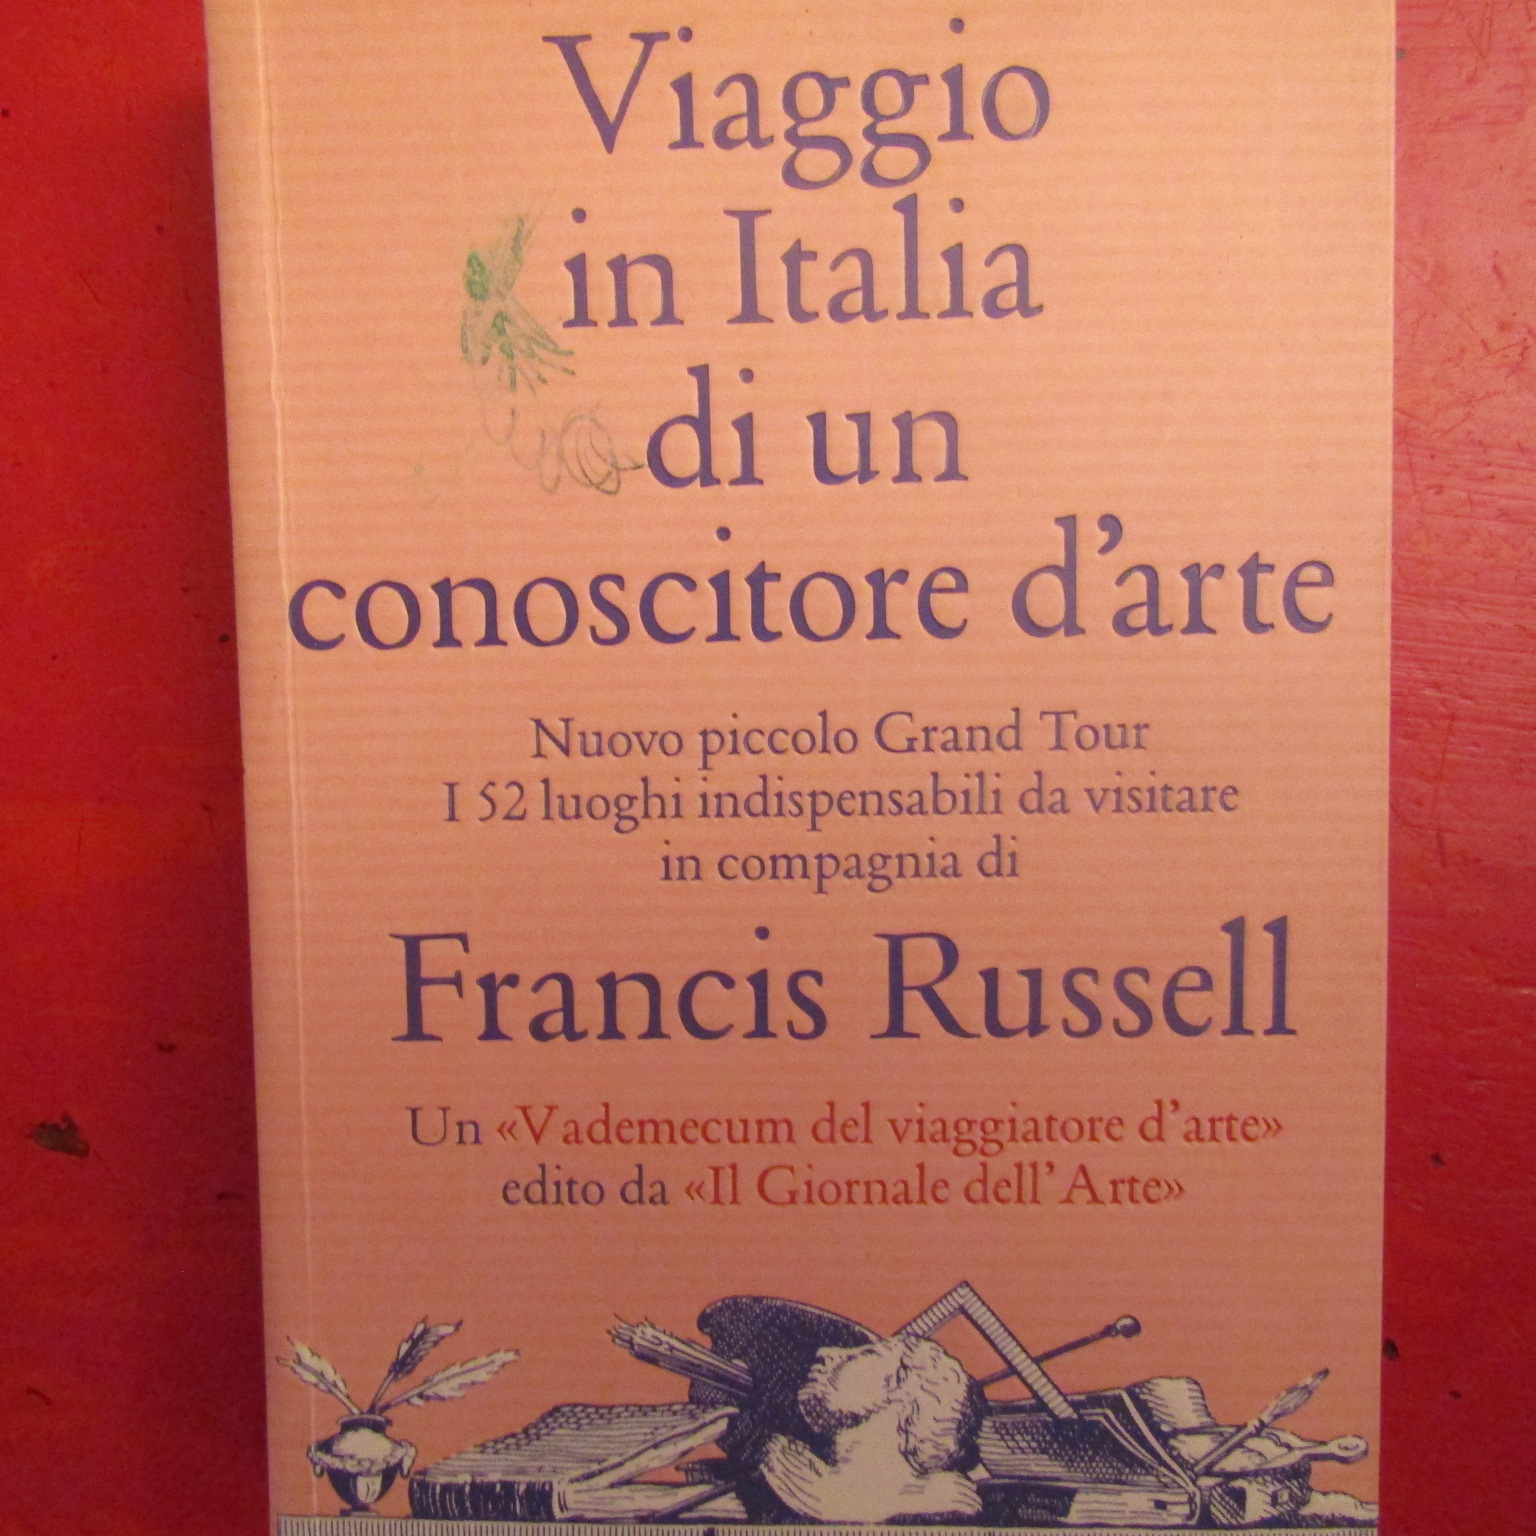 Viaggio
in Italia
di un
conoscitore d'arte
Nuovo piccolo Grand Tour
I 52 luoghi indispensabili da visitare
in compagnia di
Francis Russell
Un «Vademecum del viaggiatore d'arte»
edito da «Il Giornale dell'Arte»